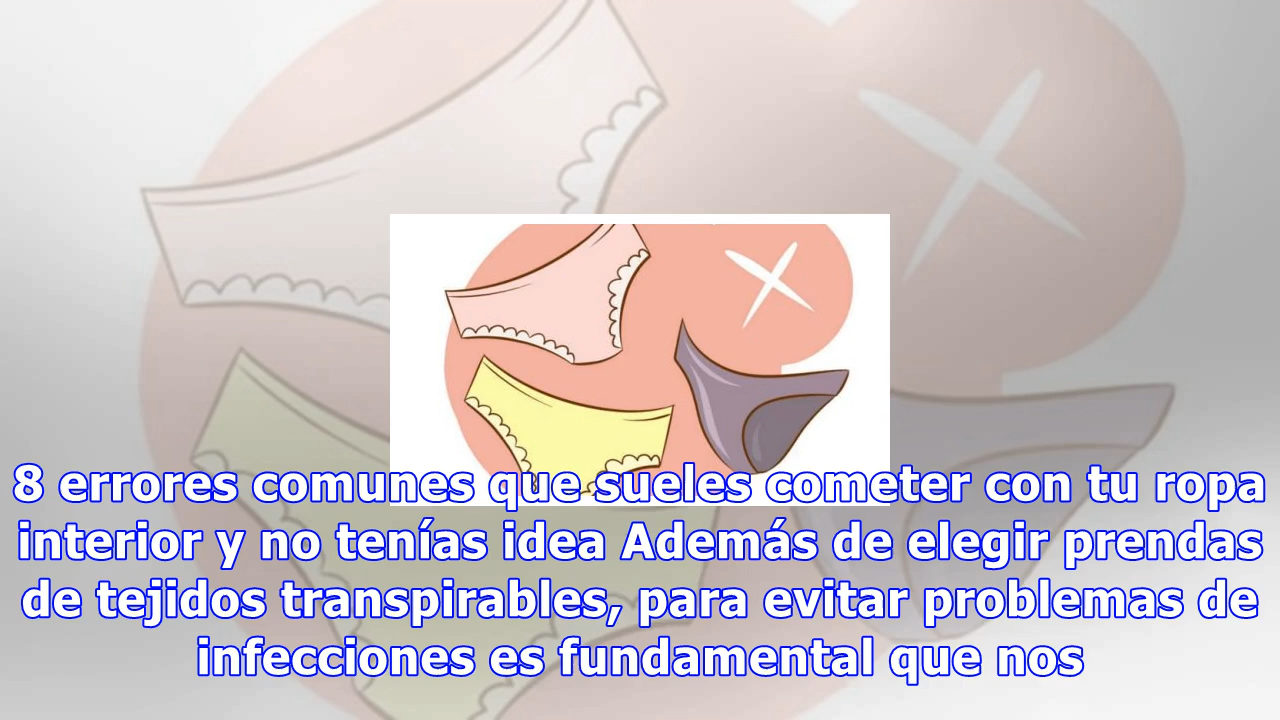 8 errores comunes que sueles cometer con tu ropa
interior y no tenías idea Además de elegir prendas
de tejidos transpirables, para evitar problemas de
infecciones es fundamental que nos